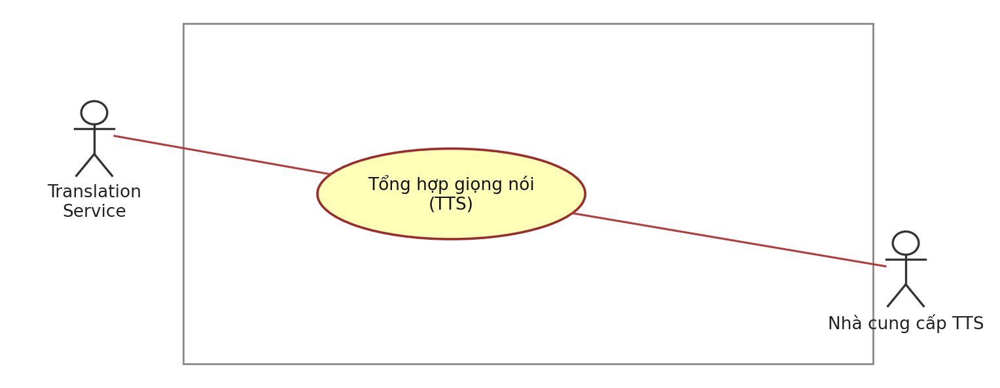 Translation
Service
Tổng hợp giọng nói
(TTS)
Nhà cung cấp TTS